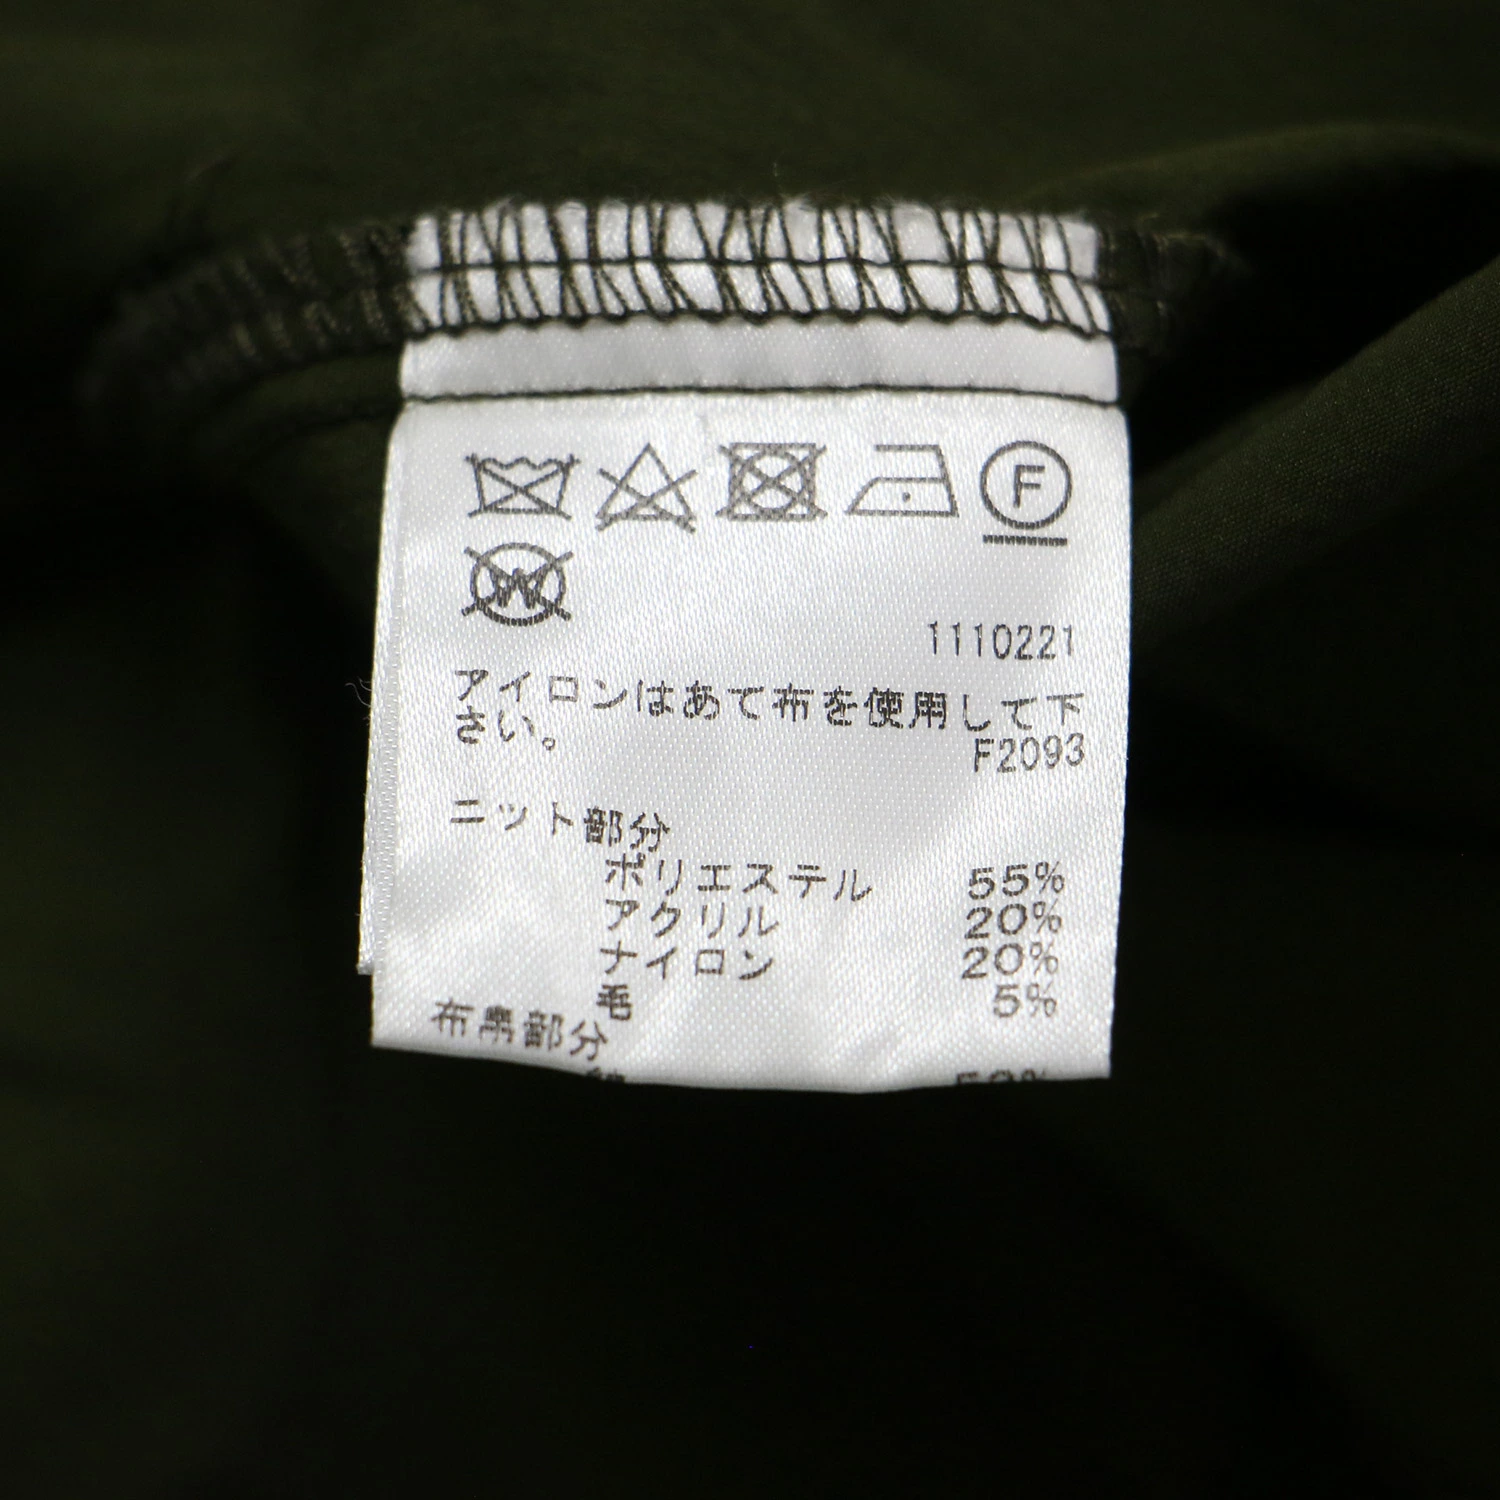 F
W
1110221
アイロンはあて布を使用して下
さい。
F2093
ニット部分
ポリエステル 55%
アクリル 20%
ナイロン 20%
毛 5%
布帛部分